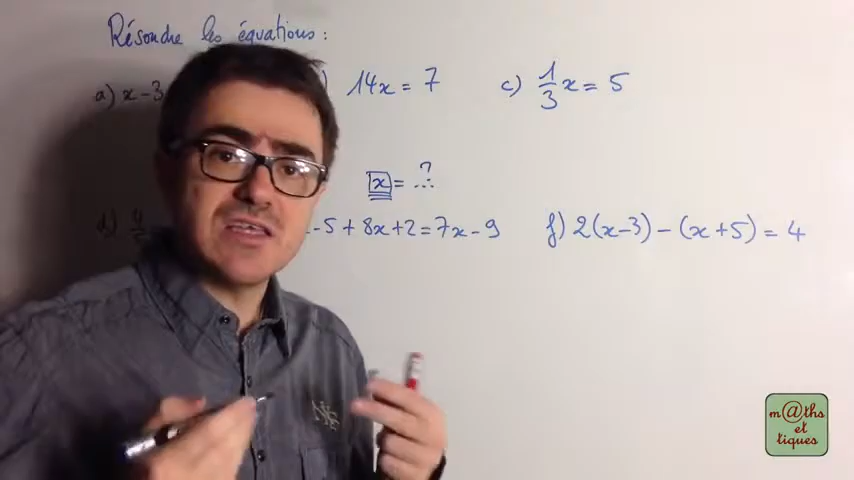 Résoudre les équations :
a) x-3
) 14x = 7
c) 1/3 x = 5
x = ?
...
d) 4
-5 + 8x + 2 = 7x - 9
f) 2(x-3) - (x+5) = 4
m@ths
et
tiques